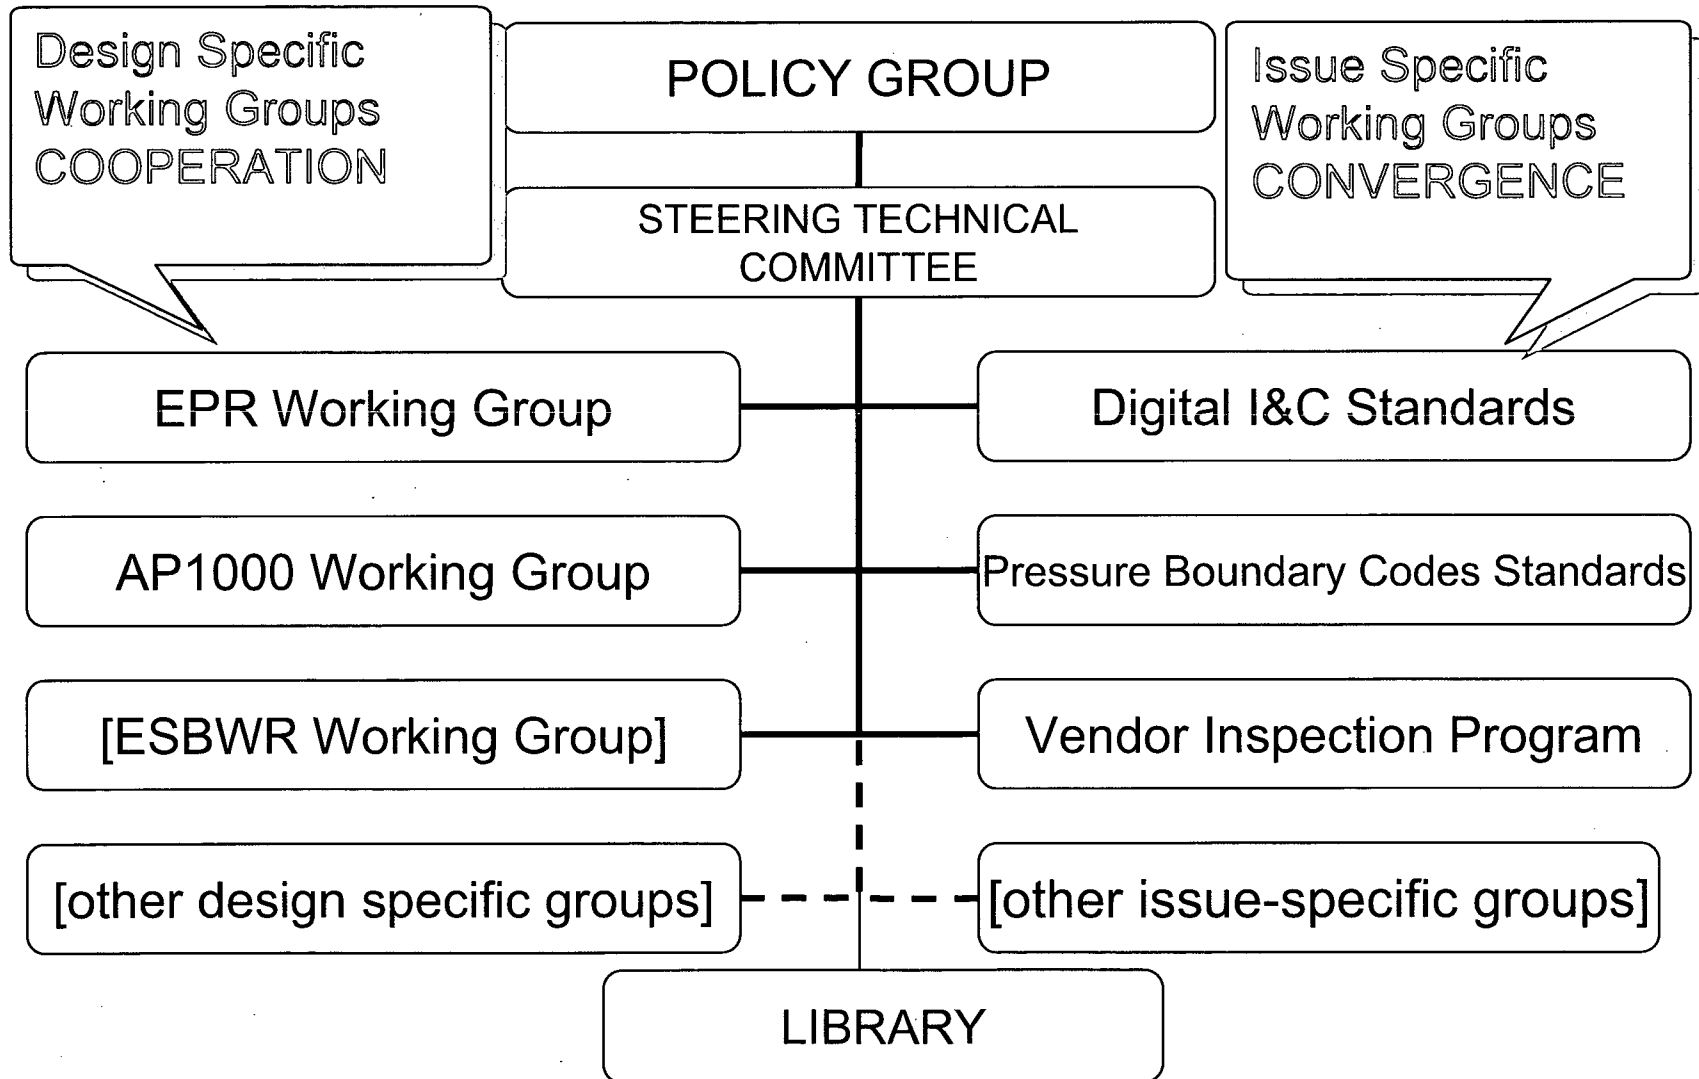 Design Specific
Working Groups
COOPERATION
POLICY GROUP
Issue Specific
Working Groups
CONVERGENCE
STEERING TECHNICAL
COMMITTEE
EPR Working Group
Digital I&C Standards
AP1000 Working Group
Pressure Boundary Codes Standards
[ESBWR Working Group]
Vendor Inspection Program
[other design specific groups]
[other issue-specific groups]
LIBRARY